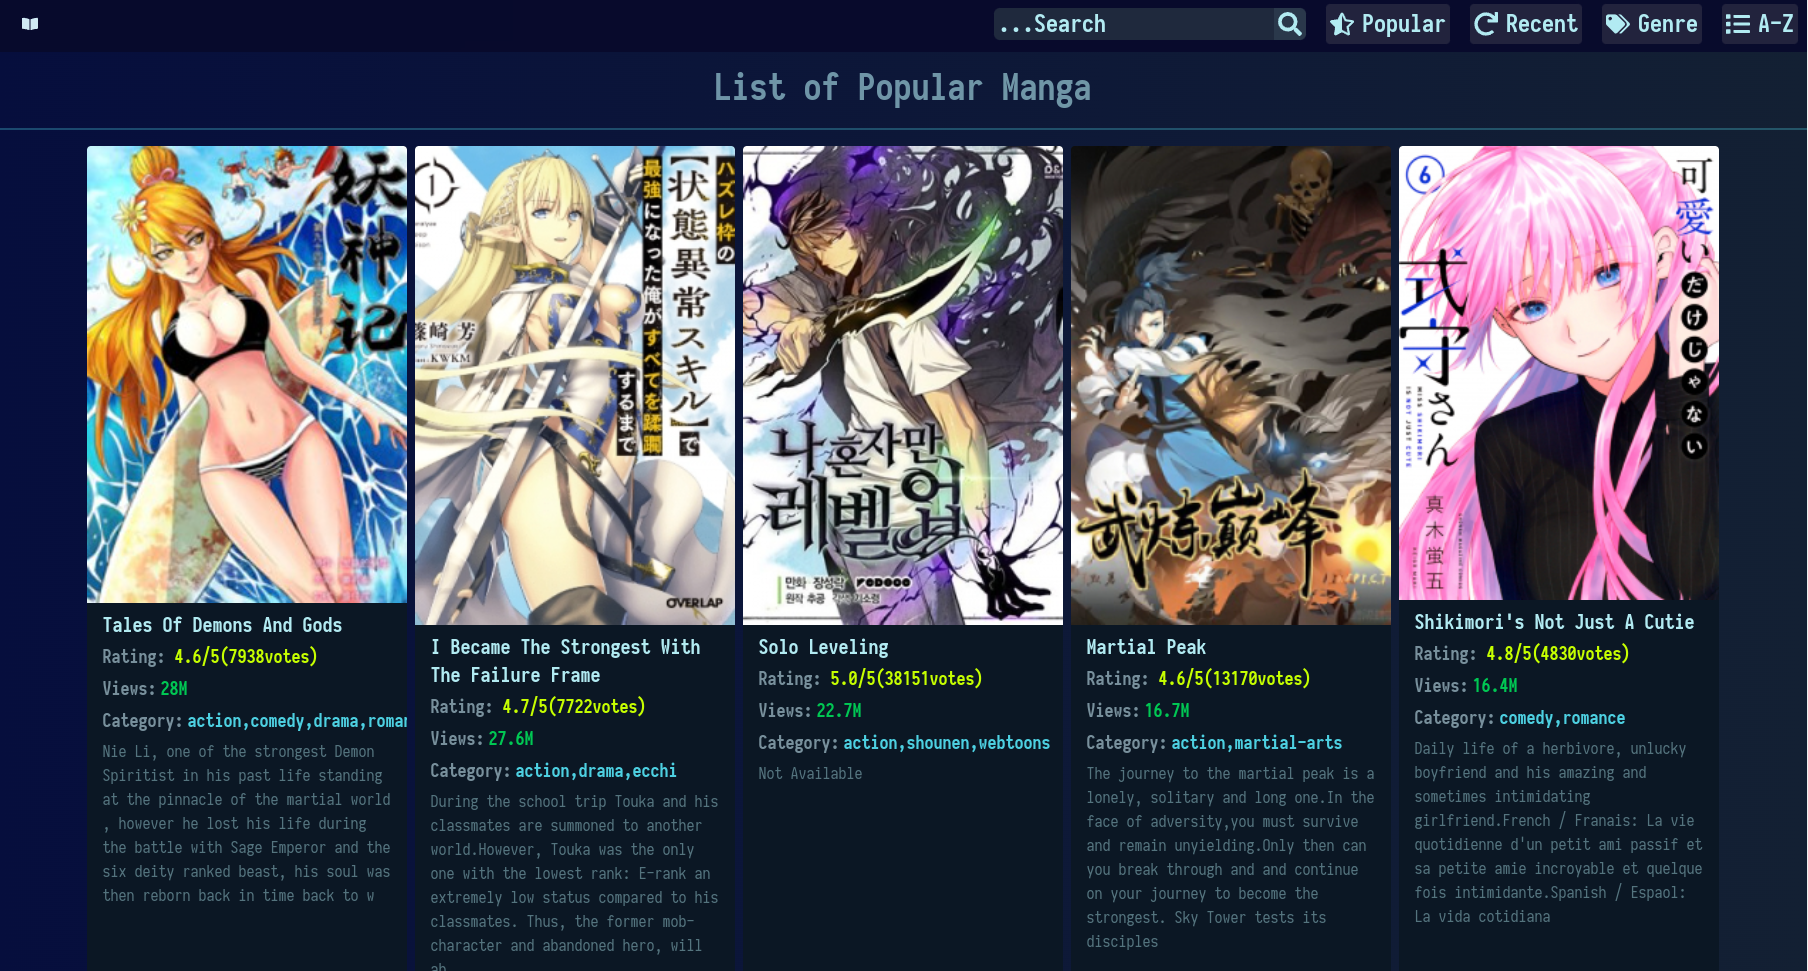 ...Search
Popular
Recent
Genre
A-Z
List of Popular Manga
妖神记
Tales Of Demons And Gods
Rating: 4.6/5(7938votes)
Views: 28M
Category: action,comedy,drama,roman
Nie Li, one of the strongest Demon
Spiritist in his past life standing
at the pinnacle of the martial world
, however he lost his life during
the battle with Sage Emperor and the
six deity ranked beast, his soul was
then reborn back in time back to w
1
ハズレ枠の
【状態異常スキル】で
最強になった俺がすべてを蹂躙
するまで
篠崎 芳
KWKM
OVERLAP
I Became The Strongest With
The Failure Frame
Rating: 4.7/5(7722votes)
Views: 27.6M
Category: action,drama,ecchi
During the school trip Touka and his
classmates are summoned to another
world.However, Touka was the only
one with the lowest rank: E-rank an
extremely low status compared to his
classmates. Thus, the former mob-
character and abandoned hero, will
ab
나 혼자만
레벨업
만화 장성락
원작 추공
Solo Leveling
Rating: 5.0/5(38151votes)
Views: 22.7M
Category: action,shounen,webtoons
Not Available
武炼巅峰
Martial Peak
Rating: 4.6/5(13170votes)
Views: 16.7M
Category: action,martial-arts
The journey to the martial peak is a
lonely, solitary and long one.In the
face of adversity,you must survive
and remain unyielding.Only then can
you break through and and continue
on your journey to become the
strongest. Sky Tower tests its
disciples
6
可愛い
だけじゃない
式守さん
MISS SHIKIMORI
IS NOT JUST CUTE
真木蛍五
Shikimori's Not Just A Cutie
Rating: 4.8/5(4830votes)
Views: 16.4M
Category: comedy,romance
Daily life of a herbivore, unlucky
boyfriend and his amazing and
sometimes intimidating
girlfriend.French / Franais: La vie
quotidienne d'un petit ami passif et
sa petite amie incroyable et quelque
fois intimidante.Spanish / Espaol:
La vida cotidiana